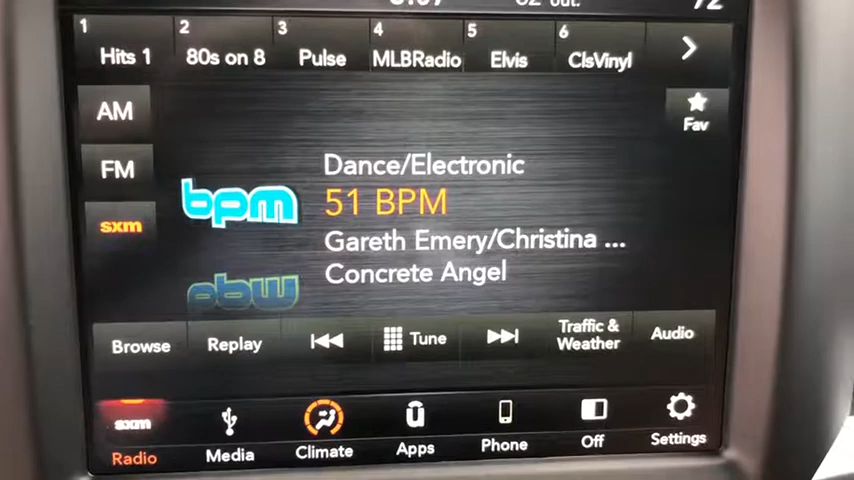 1 Hits 1
2 80s on 8
3 Pulse
4 MLBRadio
5 Elvis
6 ClsVinyl
AM
FM
sxm
Fav
bpm
Dance/Electronic
51 BPM
Gareth Emery/Christina ...
Concrete Angel
Browse
Replay
Tune
Traffic &
Weather
Audio
sxm
Radio
Media
Climate
Apps
Phone
Off
Settings